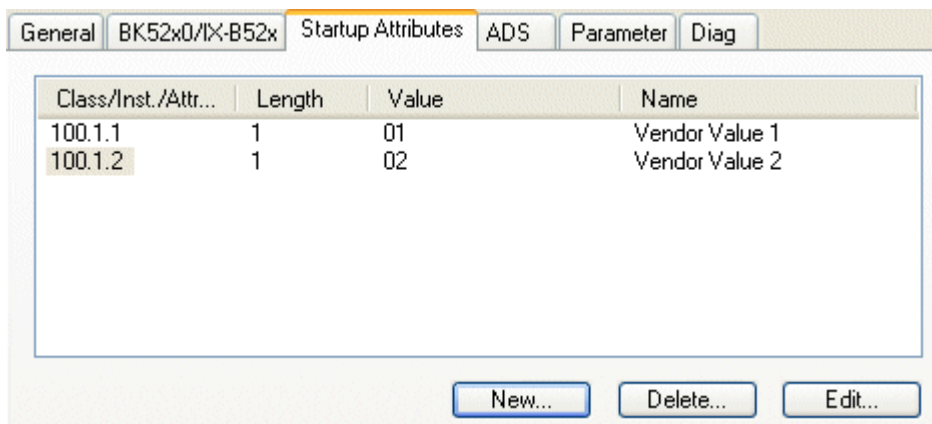 General BK52x0/IX-B52x Startup Attributes ADS Parameter Diag
Class/Inst./Attr... Length Value Name
100.1.1 1 01 Vendor Value 1
100.1.2 1 02 Vendor Value 2
New... Delete... Edit...